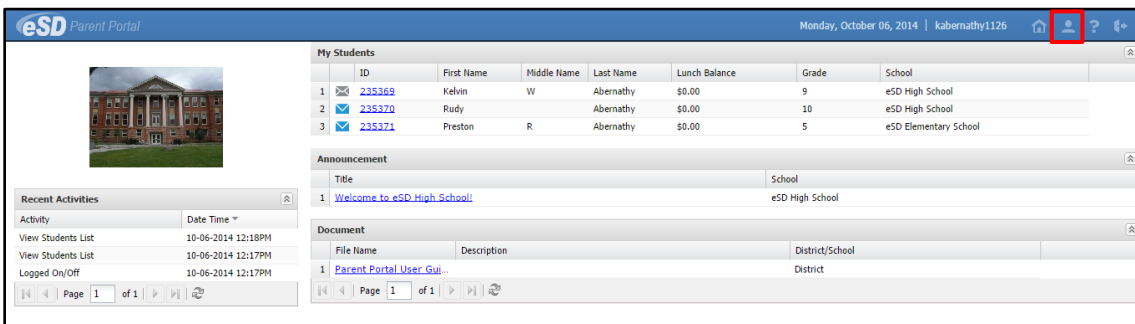 eSD Parent Portal Monday, October 06, 2014 | kabernathy1126 ?
My Students
ID First Name Middle Name Last Name Lunch Balance Grade School
1 235369 Kelvin W Abernathy $0.00 9 eSD High School
2 235370 Rudy Abernathy $0.00 10 eSD High School
3 235371 Preston R Abernathy $0.00 5 eSD Elementary School
Announcement
Title School
1 Welcome to eSD High School! eSD High School
Document
File Name Description District/School
1 Parent Portal User Gui... District
Page 1 of 1
Recent Activities
Activity Date Time
View Students List 10-06-2014 12:18PM
View Students List 10-06-2014 12:17PM
Logged On/Off 10-06-2014 12:17PM
Page 1 of 1